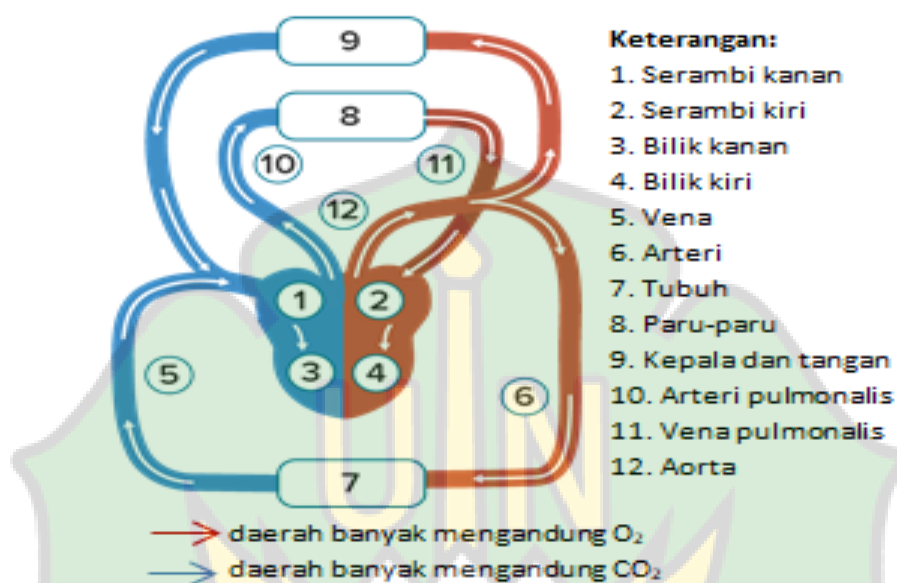 9
8
10
11
12
1
2
3
4
5
6
7
Keterangan:
1. Serambi kanan
2. Serambi kiri
3. Bilik kanan
4. Bilik kiri
5. Vena
6. Arteri
7. Tubuh
8. Paru-paru
9. Kepala dan tangan
10. Arteri pulmonalis
11. Vena pulmonalis
12. Aorta
daerah banyak mengandung O₂
daerah banyak mengandung CO₂
UIN